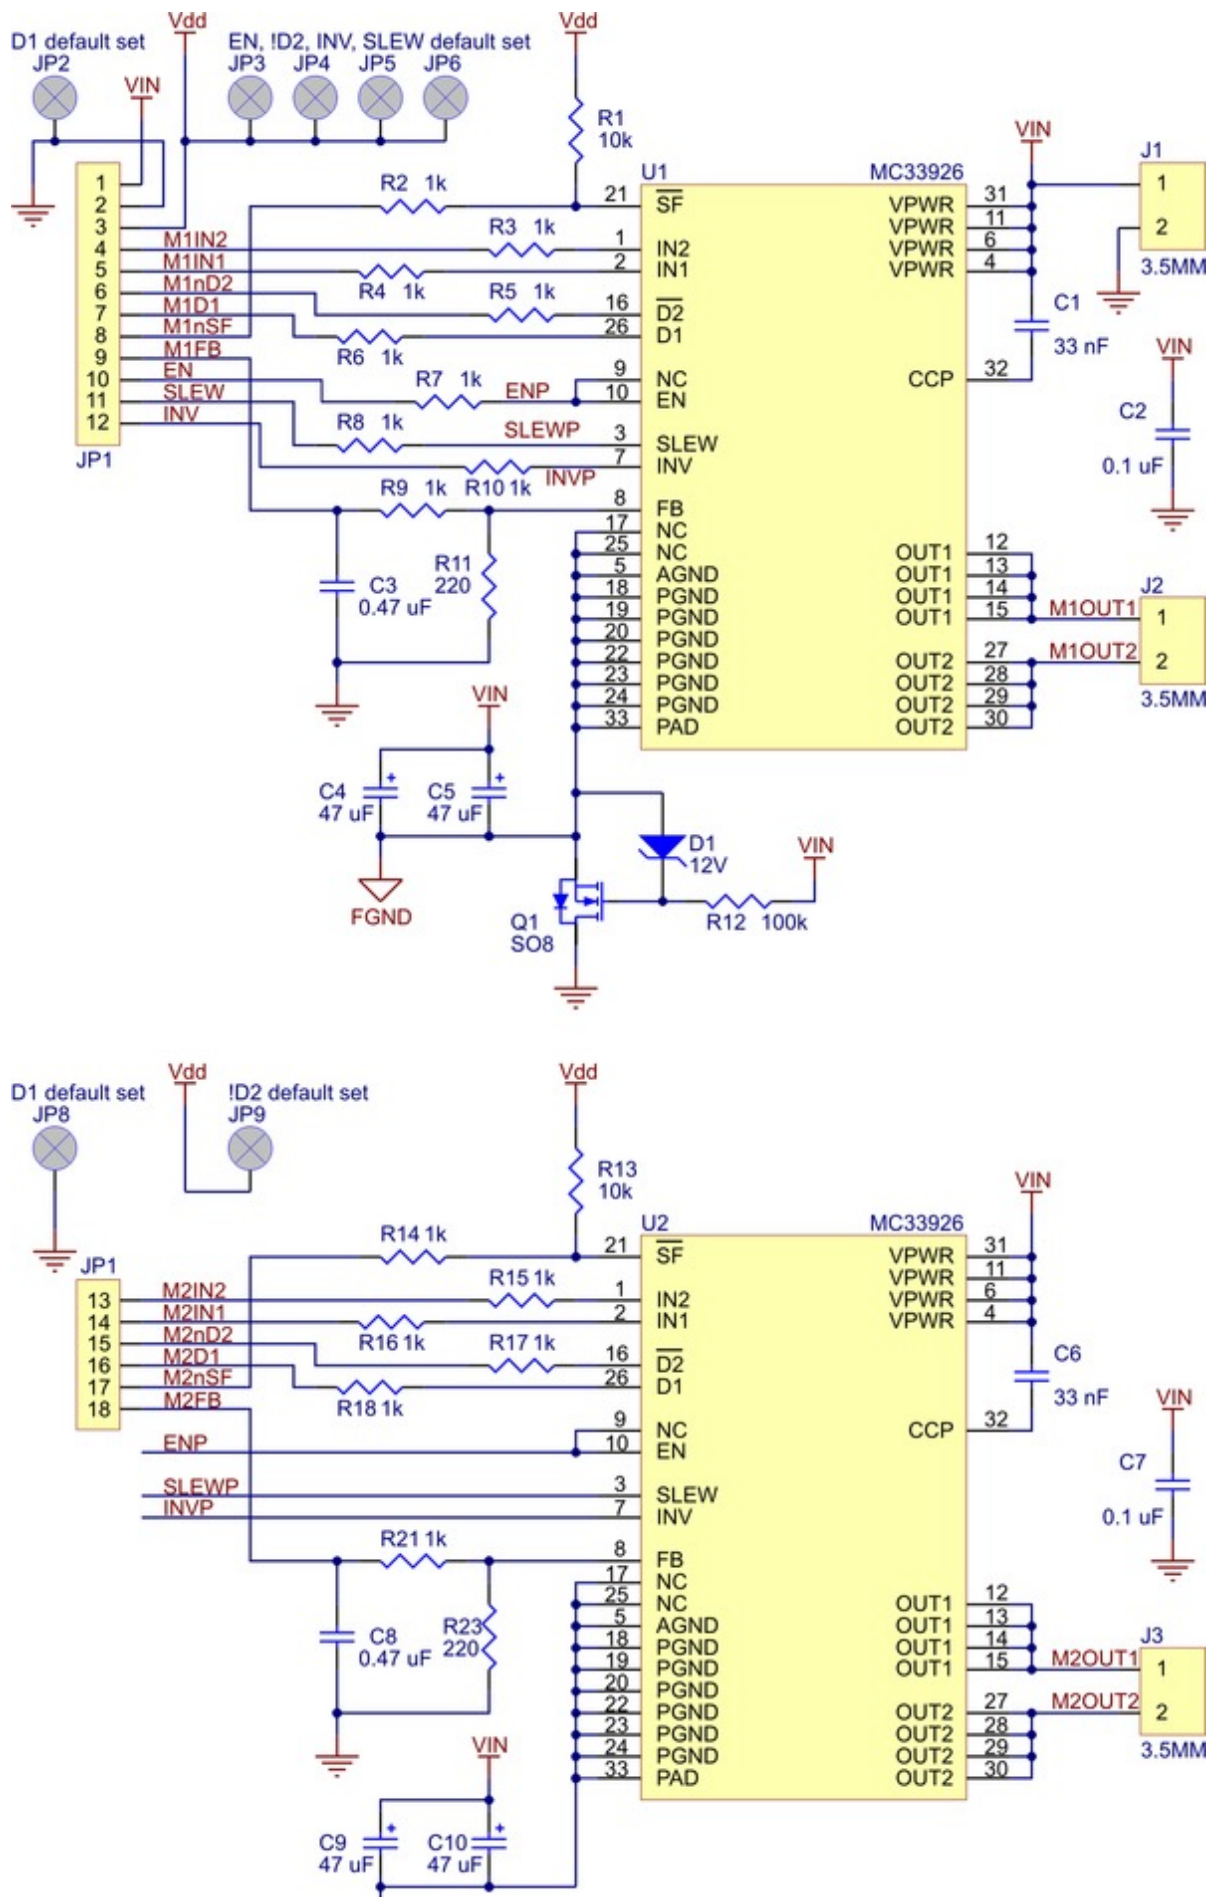 Vdd
Vdd
D1 default set
EN, !D2, INV, SLEW default set
JP2
JP3
JP4
JP5
JP6
VIN
R1
10k
VIN
J1
U1
MC33926
1
2
3
4
5
6
7
8
9
10
11
12
JP1
M1IN2
M1IN1
M1nD2
M1D1
M1nSF
M1FB
EN
SLEW
INV
R2 1k
R3 1k
R4 1k
R5 1k
R6 1k
R7 1k
ENP
R8 1k
SLEWP
R10 1k
INVP
R9 1k
21 SF
1 IN2
2 IN1
16 D2
26 D1
9 NC
10 EN
3 SLEW
7 INV
8 FB
17 NC
25 NC
5 AGND
18 PGND
19 PGND
20 PGND
22 PGND
23 PGND
24 PGND
33 PAD
VPWR 31
VPWR 11
VPWR 6
VPWR 4
CCP 32
OUT1 12
OUT1 13
OUT1 14
OUT1 15
OUT2 27
OUT2 28
OUT2 29
OUT2 30
1
2
3.5MM
C1
33 nF
VIN
C2
0.1 uF
M1OUT1
M1OUT2
J2
1
2
3.5MM
C3
0.47 uF
R11
220
VIN
C4
47 uF
C5
47 uF
FGND
D1
12V
VIN
Q1
SO8
R12 100k
Vdd
Vdd
D1 default set
!D2 default set
JP8
JP9
R13
10k
VIN
U2
MC33926
JP1
13
14
15
16
17
18
M2IN2
M2IN1
M2nD2
M2D1
M2nSF
M2FB
ENP
SLEWP
INVP
R14 1k
R15 1k
R16 1k
R17 1k
R18 1k
R21 1k
21 SF
1 IN2
2 IN1
16 D2
26 D1
9 NC
10 EN
3 SLEW
7 INV
8 FB
17 NC
25 NC
5 AGND
18 PGND
19 PGND
20 PGND
22 PGND
23 PGND
24 PGND
33 PAD
VPWR 31
VPWR 11
VPWR 6
VPWR 4
CCP 32
OUT1 12
OUT1 13
OUT1 14
OUT1 15
OUT2 27
OUT2 28
OUT2 29
OUT2 30
C6
33 nF
VIN
C7
0.1 uF
M2OUT1
M2OUT2
J3
1
2
3.5MM
C8
0.47 uF
R23
220
VIN
C9
47 uF
C10
47 uF